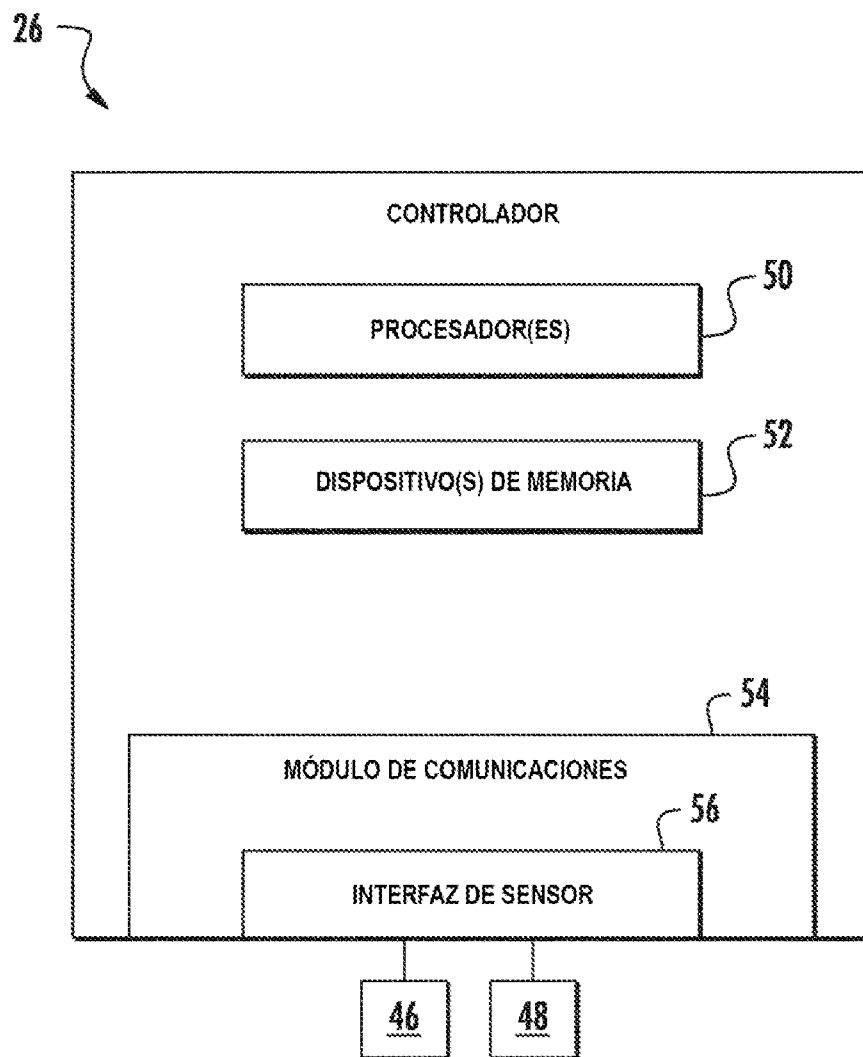 26
CONTROLADOR
50
PROCESADOR(ES)
52
DISPOSITIVO(S) DE MEMORIA
54
MÓDULO DE COMUNICACIONES
56
INTERFAZ DE SENSOR
46 48